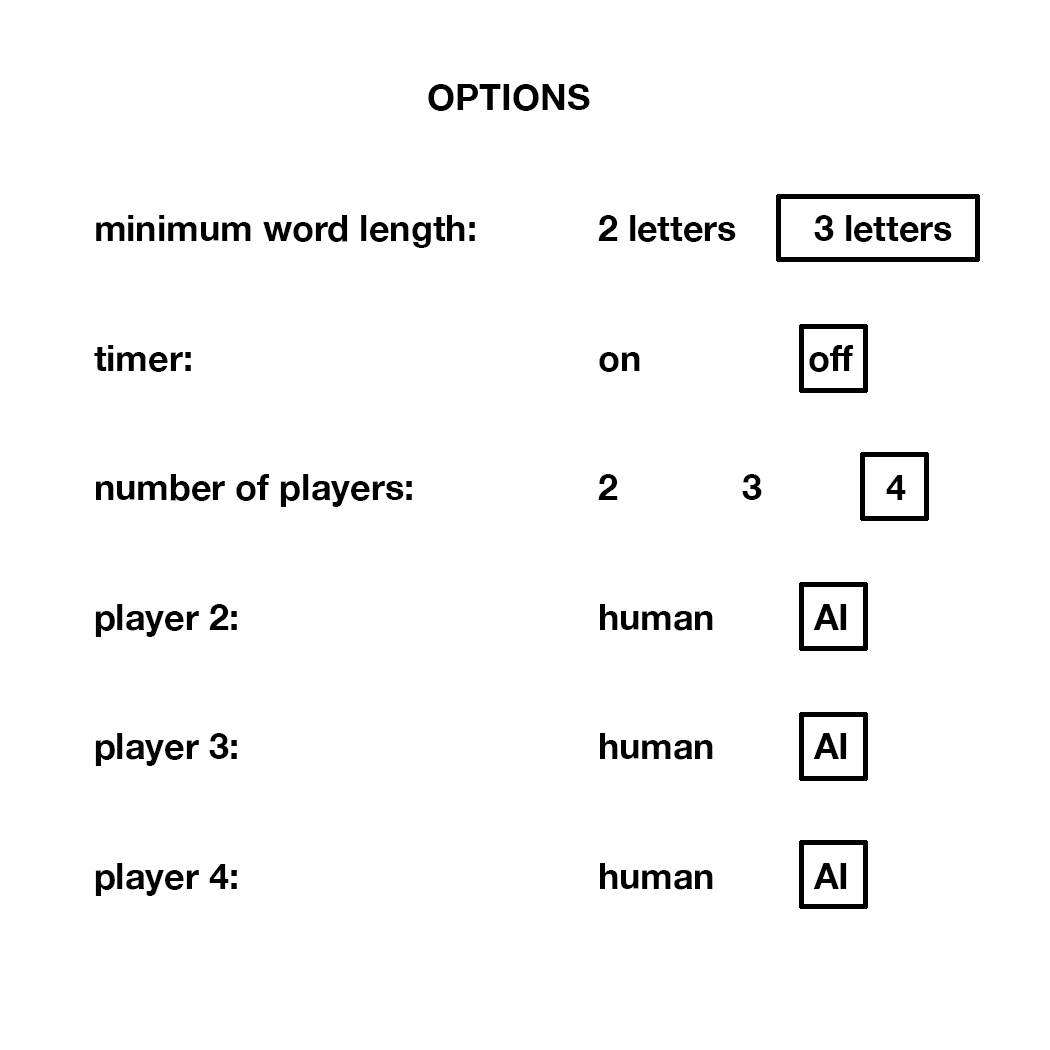 OPTIONS
minimum word length: 2 letters 3 letters
timer: on off
number of players: 2 3 4
player 2: human AI
player 3: human AI
player 4: human AI